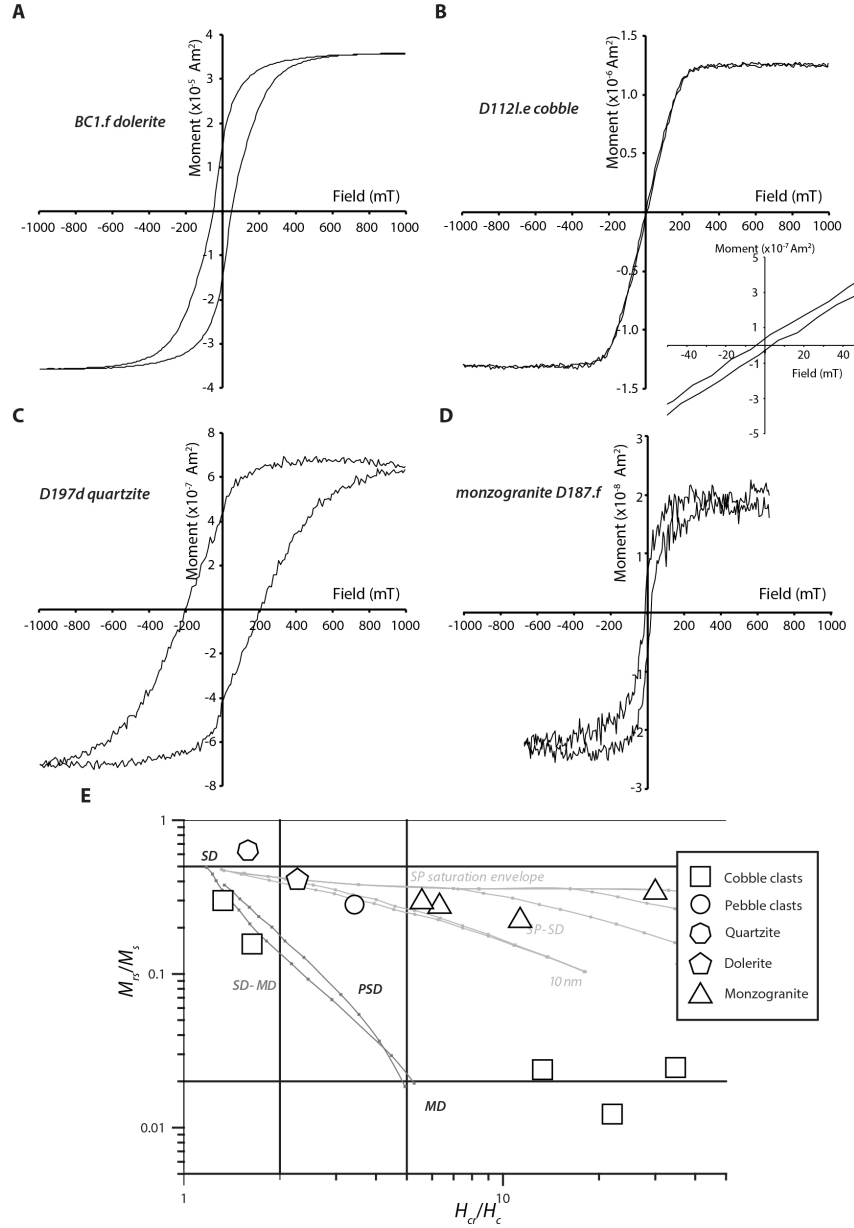 A
4
3
2
1
-1
-2
-3
-4
Moment (x10-5 Am2)
BC1.f dolerite
Field (mT)
-1000 -800 -600 -400 -200 200 400 600 800 1000
B
1.5
1.0
0.5
-0.5
-1.0
-1.5
Moment (x10-6 Am2)
D112l.e cobble
Field (mT)
-1000 -800 -600 -400 -200 200 400 600 800 1000
Moment (x10-7 Am2)
5
3
1
-1
-3
-5
-40 -20 20 40
Field (mT)
C
8
6
4
2
-2
-4
-6
-8
Moment (x10-7 Am2)
D197d quartzite
Field (mT)
-1000 -800 -600 -400 -200 200 400 600 800 1000
D
3
2
1
-1
-2
-3
Moment (x10-8 Am2)
monzogranite D187.f
Field (mT)
-1000 -800 -600 -400 -200 200 400 600 800 1000
E
1
0.1
0.01
Mrs/Ms
SD
SP saturation envelope
SP-SD
10 nm
SD-MD
PSD
MD
Cobble clasts
Pebble clasts
Quartzite
Dolerite
Monzogranite
1 10
Hcr/Hc